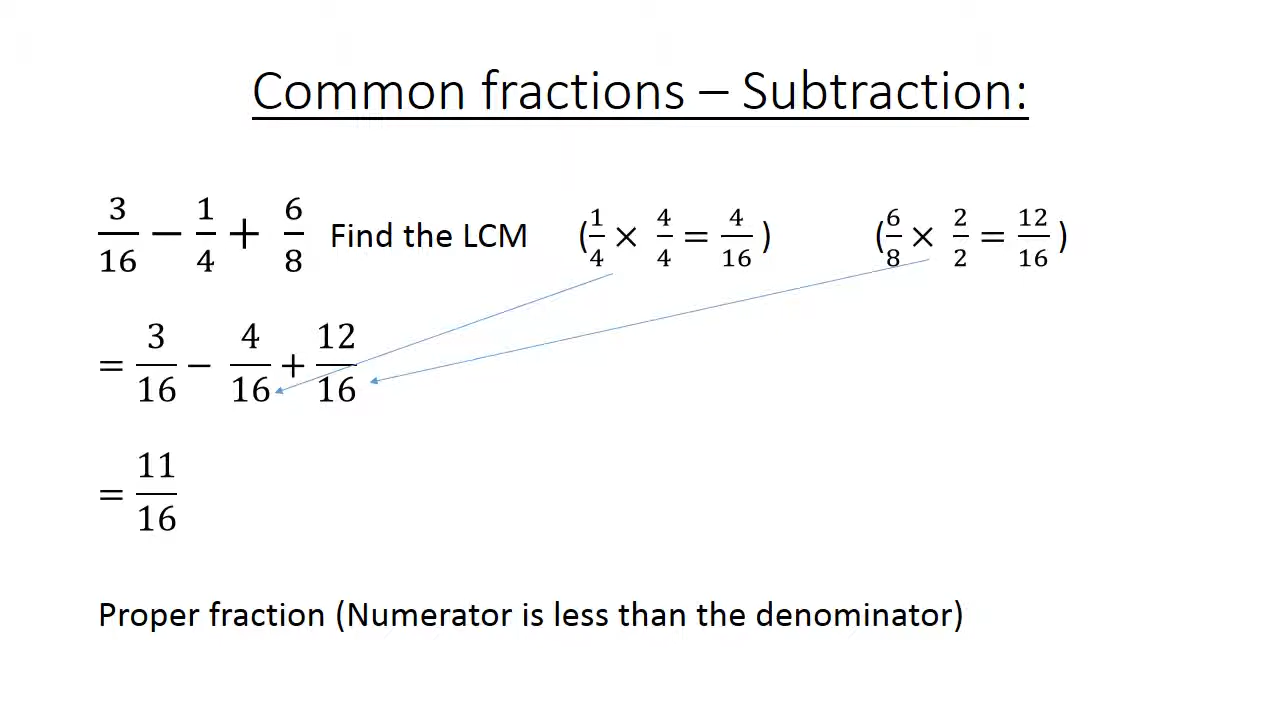 Common fractions – Subtraction:
3/16 − 1/4 + 6/8 Find the LCM (1/4 × 4/4 = 4/16 ) (6/8 × 2/2 = 12/16 )
= 3/16 − 4/16 + 12/16
= 11/16
Proper fraction (Numerator is less than the denominator)